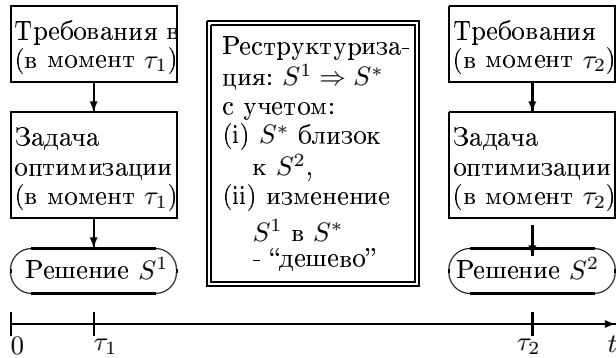 Требования в
(в момент τ₁)
Задача
оптимизации
(в момент τ₁)
Решение S¹
Реструктуриза-
ция: S¹ ⇒ S*
с учетом:
(i) S* близок
к S²,
(ii) изменение
S¹ в S*
- “дешево”
Требования
(в момент τ₂)
Задача
оптимизации
(в момент τ₂)
Решение S²
0 τ₁ τ₂ t